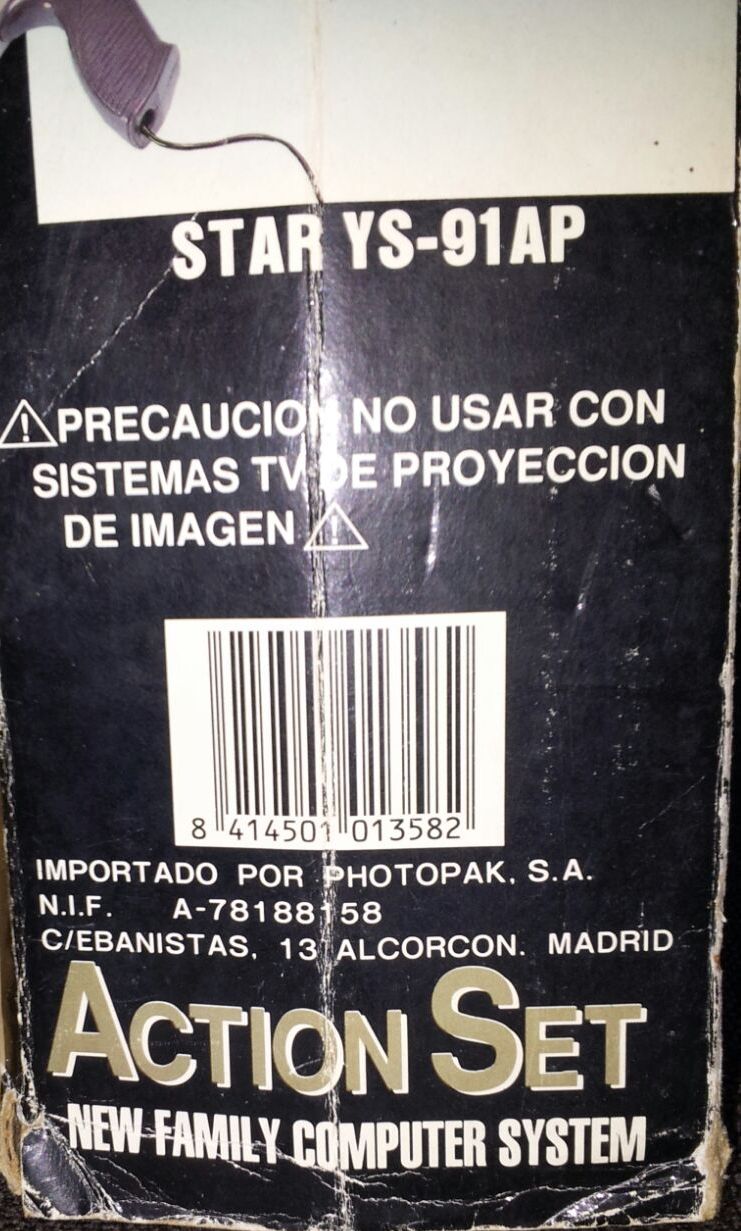 STAR YS-91AP
⚠PRECAUCION NO USAR CON
SISTEMAS TV DE PROYECCION
DE IMAGEN ⚠
8 414501 013582
IMPORTADO POR PHOTOPAK, S.A.
N.I.F. A-78188158
C/EBANISTAS, 13 ALCORCON. MADRID
ACTION SET
NEW FAMILY COMPUTER SYSTEM